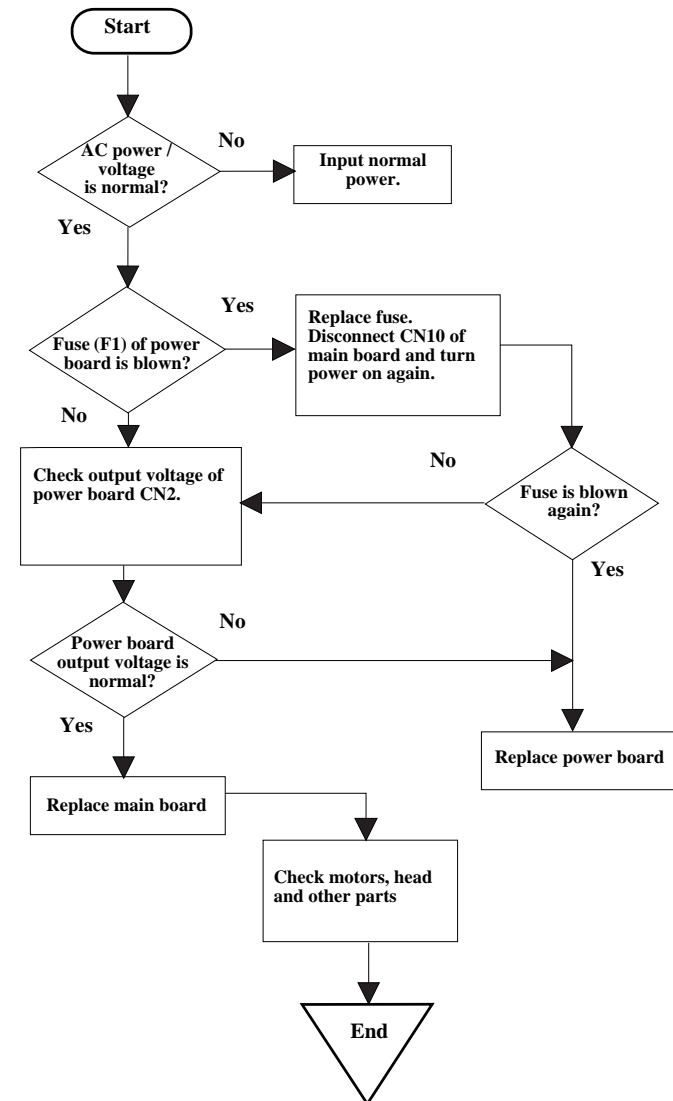 Start
AC power /
voltage
is normal?
No
Input normal
power.
Yes
Fuse (F1) of power
board is blown?
Yes
Replace fuse.
Disconnect CN10 of
main board and turn
power on again.
No
Check output voltage of
power board CN2.
No
Fuse is blown
again?
Yes
Power board
output voltage is
normal?
No
Yes
Replace power board
Replace main board
Check motors, head
and other parts
End